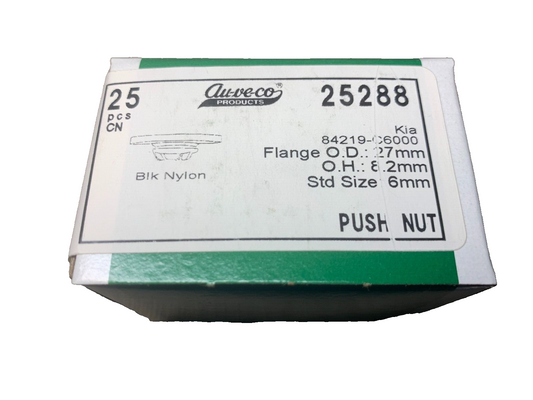 25
pcs
CN
Au-ve-co®
PRODUCTS
25288
Blk Nylon
Kia
84219-C6000
Flange O.D.: 27mm
O.H.: 8.2mm
Std Size: 6mm
PUSH NUT